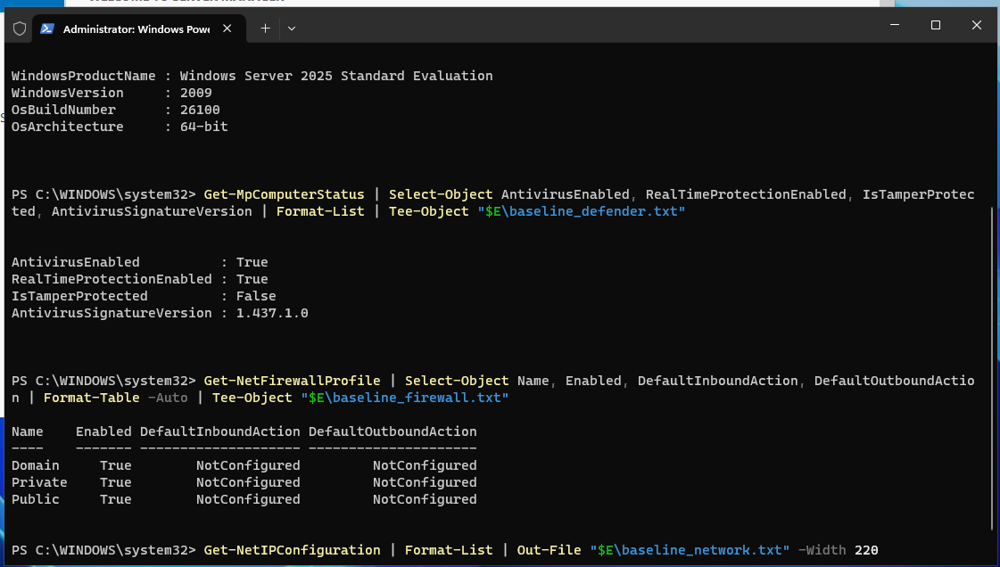 Administrator: Windows Powe
WindowsProductName : Windows Server 2025 Standard Evaluation
WindowsVersion     : 2009
OsBuildNumber      : 26100
OsArchitecture     : 64-bit
PS C:\WINDOWS\system32> Get-MpComputerStatus | Select-Object AntivirusEnabled, RealTimeProtectionEnabled, IsTamperProtec
ted, AntivirusSignatureVersion | Format-List | Tee-Object "$E\baseline_defender.txt"
AntivirusEnabled          : True
RealTimeProtectionEnabled : True
IsTamperProtected         : False
AntivirusSignatureVersion : 1.437.1.0
PS C:\WINDOWS\system32> Get-NetFirewallProfile | Select-Object Name, Enabled, DefaultInboundAction, DefaultOutboundActio
n | Format-Table -Auto | Tee-Object "$E\baseline_firewall.txt"
Name    Enabled DefaultInboundAction DefaultOutboundAction
----    ------- -------------------- ---------------------
Domain     True        NotConfigured         NotConfigured
Private    True        NotConfigured         NotConfigured
Public     True        NotConfigured         NotConfigured
PS C:\WINDOWS\system32> Get-NetIPConfiguration | Format-List | Out-File "$E\baseline_network.txt" -Width 220